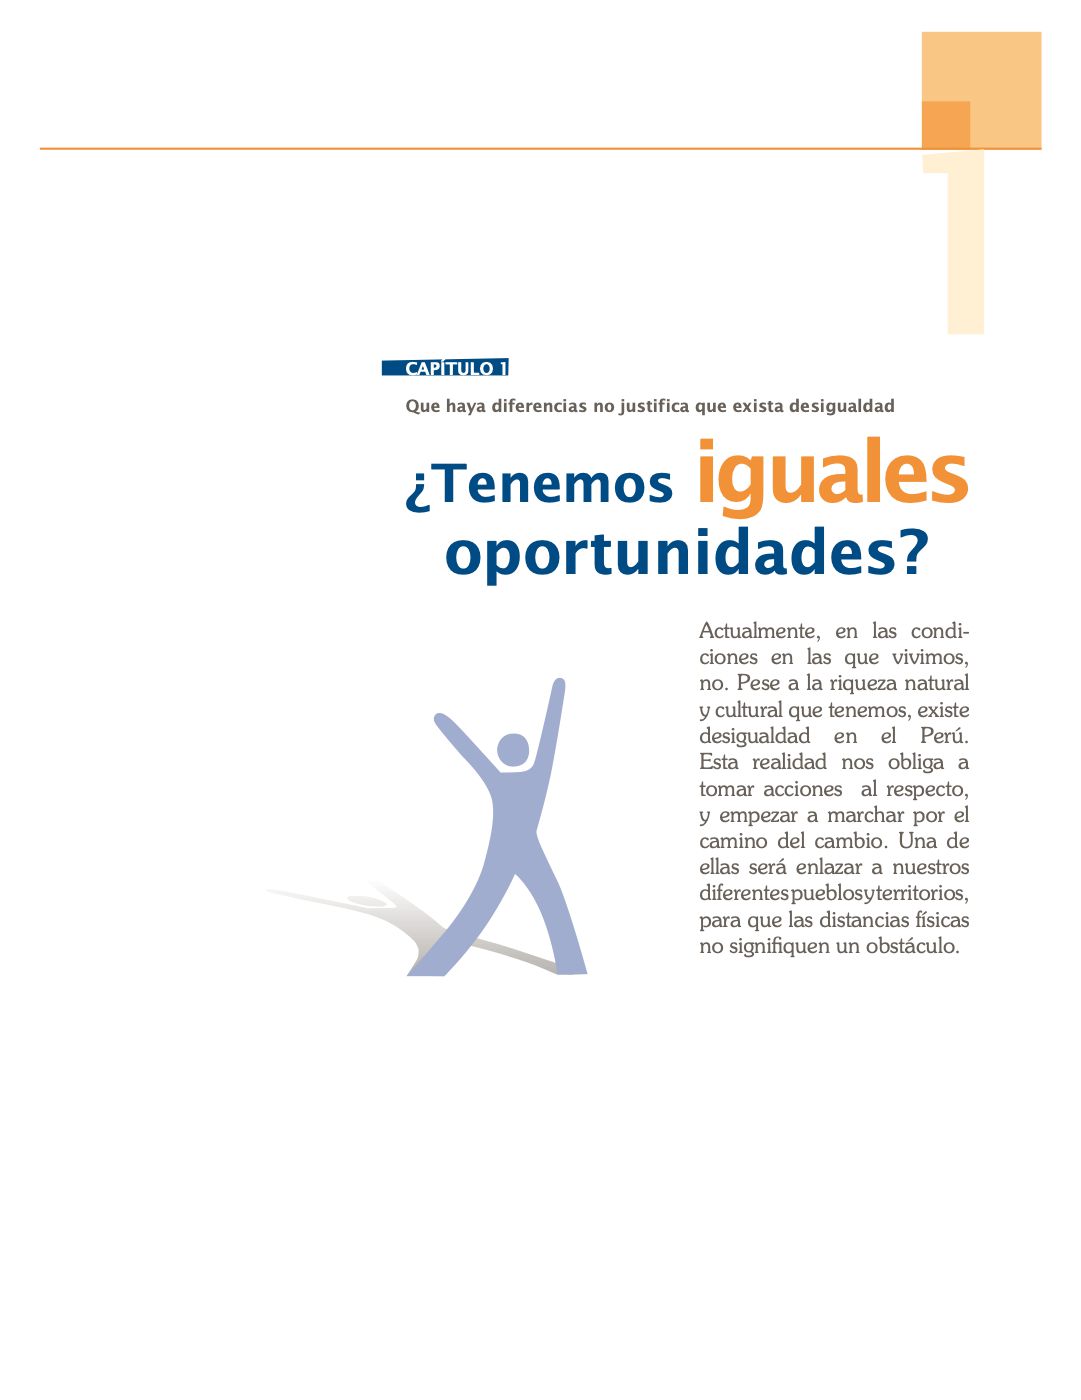 1
CAPÍTULO 1
Que haya diferencias no justifica que exista desigualdad
¿Tenemos iguales
oportunidades?
Actualmente, en las condi-
ciones en las que vivimos,
no. Pese a la riqueza natural
y cultural que tenemos, existe
desigualdad en el Perú.
Esta realidad nos obliga a
tomar acciones al respecto,
y empezar a marchar por el
camino del cambio. Una de
ellas será enlazar a nuestros
diferentes pueblos y territorios,
para que las distancias físicas
no signifiquen un obstáculo.